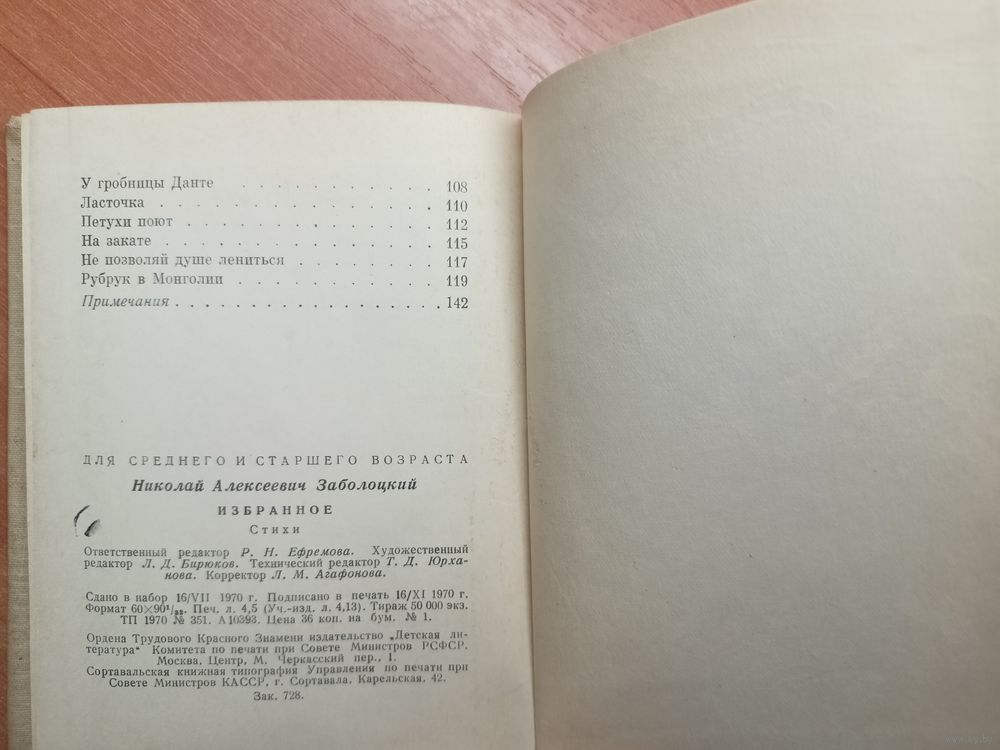 У гробницы Данте . . . . . . . . . . 108
Ласточка . . . . . . . . . . . . . . . 110
Петухи поют . . . . . . . . . . . . . 112
На закате . . . . . . . . . . . . . . 115
Не позволяй душе лениться . . . . . . . 117
Рубрук в Монголии . . . . . . . . . . 119
Примечания . . . . . . . . . . . . . . 142
ДЛЯ СРЕДНЕГО И СТАРШЕГО ВОЗРАСТА
Николай Алексеевич Заболоцкий
ИЗБРАННОЕ
Стихи
Ответственный редактор Р. Н. Ефремова. Художественный
редактор Л. Д. Бирюков. Технический редактор Т. Д. Юрха-
нова. Корректор Л. М. Агафонова.
Сдано в набор 16/VII 1970 г. Подписано в печать 16/XI 1970 г.
Формат 60×90¹/₃₂. Печ. л. 4,5 (Уч.-изд. л. 4,13). Тираж 50 000 экз.
ТП 1970 № 351. А10393. Цена 36 коп. на бум. № 1.
Ордена Трудового Красного Знамени издательство „Детская ли-
тература" Комитета по печати при Совете Министров РСФСР.
Москва. Центр, М. Черкасский пер., 1.
Сортавальская книжная типография Управления по печати при
Совете Министров КАССР, г. Сортавала. Карельская, 42.
Зак. 728.